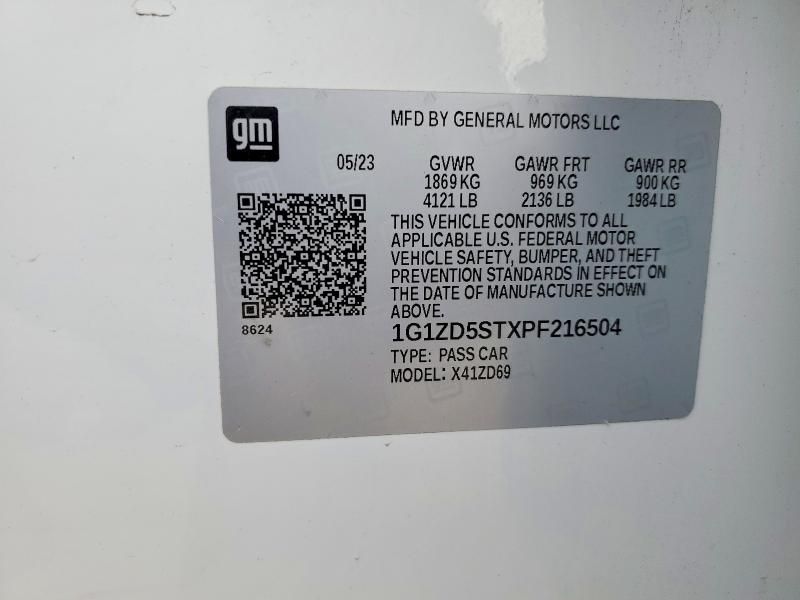 gm
MFD BY GENERAL MOTORS LLC
05/23 GVWR GAWR FRT GAWR RR
1869 KG 969 KG 900 KG
4121 LB 2136 LB 1984 LB
THIS VEHICLE CONFORMS TO ALL
APPLICABLE U.S. FEDERAL MOTOR
VEHICLE SAFETY, BUMPER, AND THEFT
PREVENTION STANDARDS IN EFFECT ON
THE DATE OF MANUFACTURE SHOWN
ABOVE.
8624
1G1ZD5STXPF216504
TYPE: PASS CAR
MODEL: X41ZD69